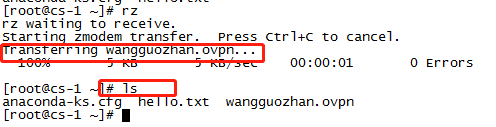 [root@cs-1 ~]# rz
rz waiting to receive.
Starting zmodem transfer.  Press Ctrl+C to cancel.
Transferring wangguozhan.ovpn...
  100%       5 KB       5 KB/sec    00:00:01       0 Errors
[root@cs-1 ~]# ls
anaconda-ks.cfg  hello.txt  wangguozhan.ovpn
[root@cs-1 ~]#